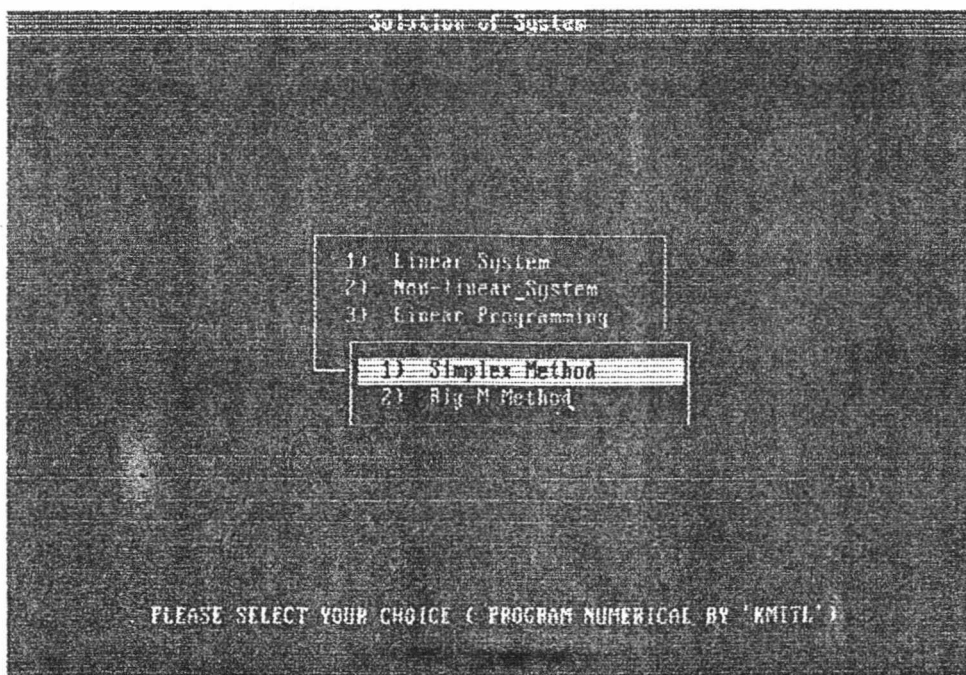 Solution of System
1) Linear System
2) Non-linear_System
3) Linear Programming
1) Simplex Method
2) Big M Method
PLEASE SELECT YOUR CHOICE ( PROGRAM NUMERICAL BY 'KMITL')